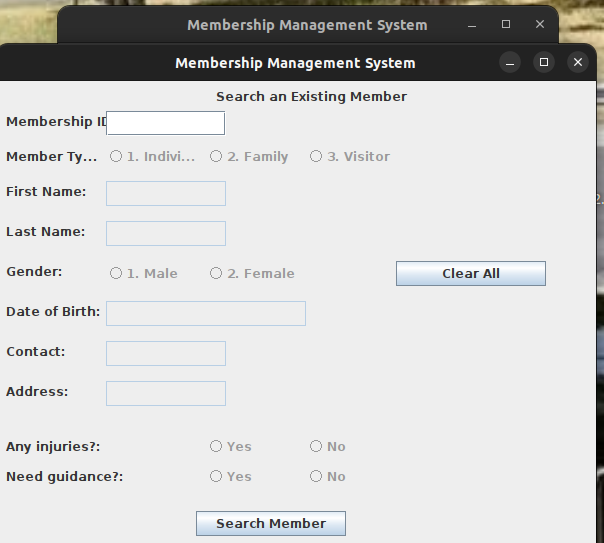 Membership Management System
Membership Management System
Search an Existing Member
Membership ID
Member Ty... 1. Indivi... 2. Family 3. Visitor
First Name:
Last Name:
Gender: 1. Male 2. Female Clear All
Date of Birth:
Contact:
Address:
Any injuries?: Yes No
Need guidance?: Yes No
Search Member